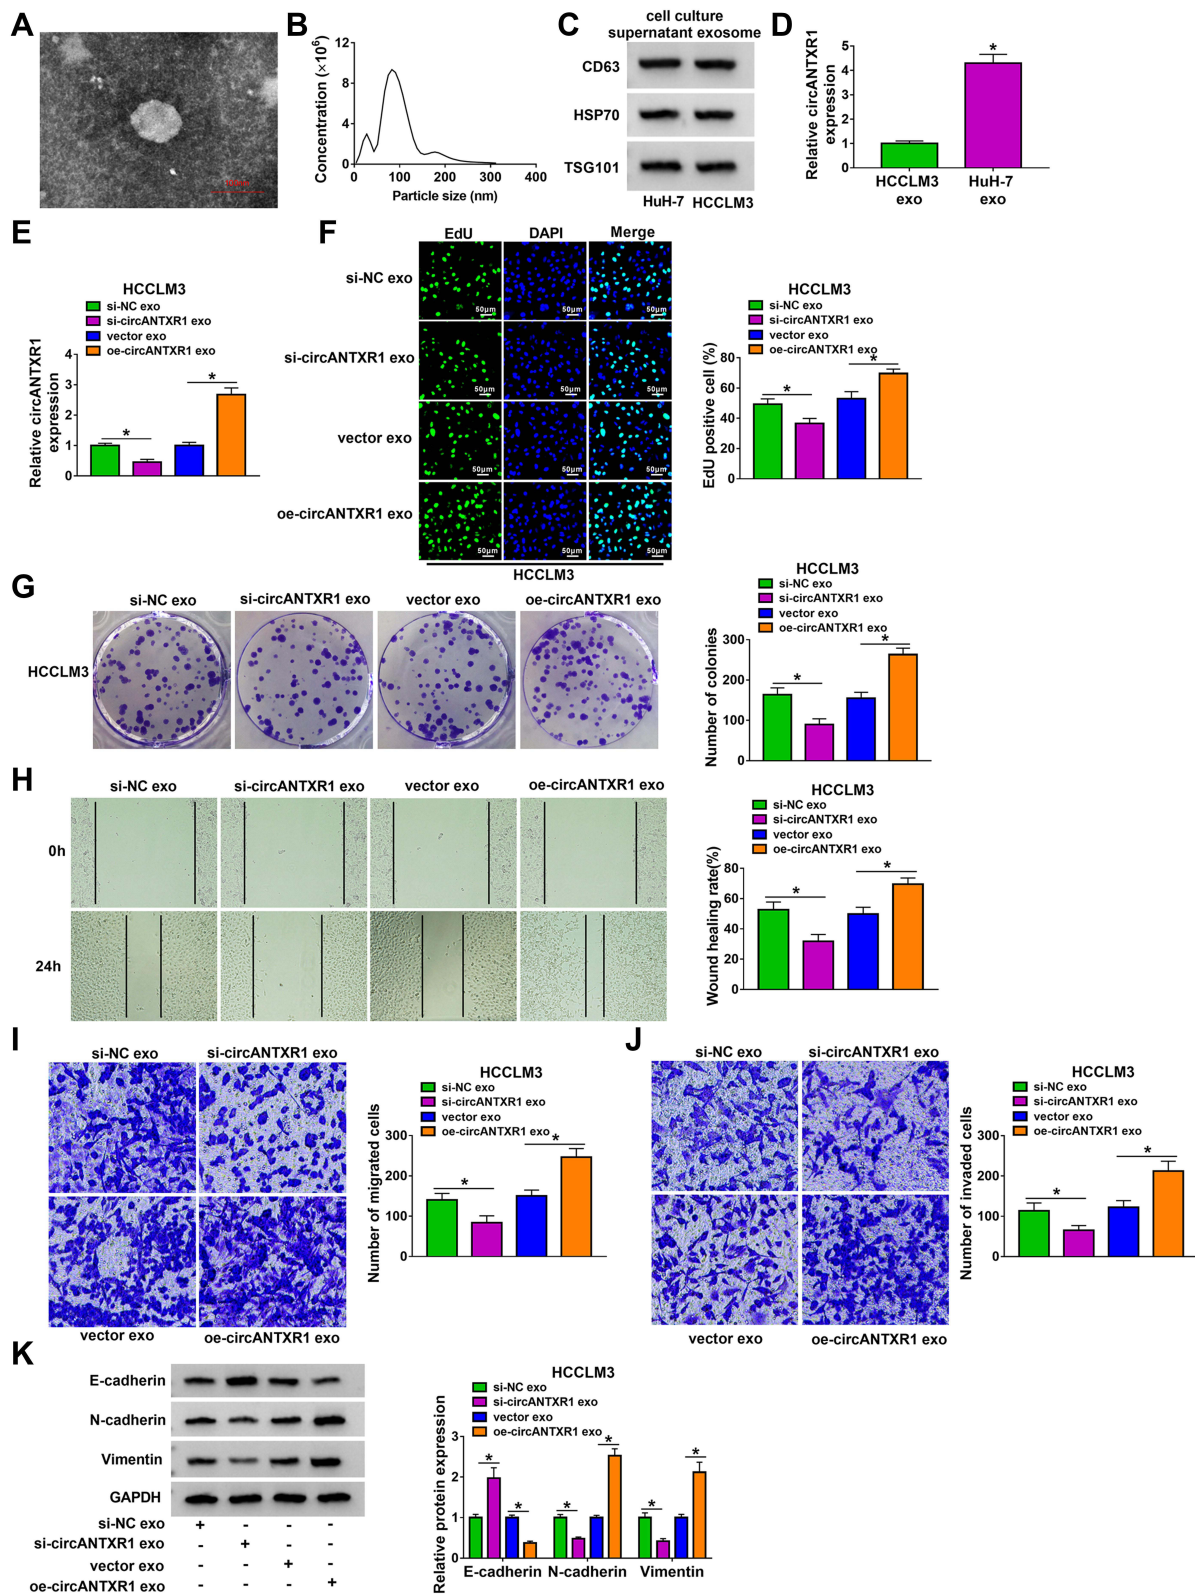 A
B
Concentration (×10⁶)
12
8
4
0
0 100 200 300 400
Particle size (nm)
C
cell culture
supernatant exosome
CD63
HSP70
TSG101
HuH-7 HCCLM3
D
Relative circANTXR1
expression
5
4
3
2
1
0
*
HCCLM3
exo
HuH-7
exo
E
HCCLM3
si-NC exo
si-circANTXR1 exo
vector exo
oe-circANTXR1 exo
Relative circANTXR1
expression
4
3
2
1
0
*
*
F
EdU DAPI Merge
si-NC exo
50μm 50μm 50μm
si-circANTXR1 exo
50μm 50μm 50μm
vector exo
50μm 50μm 50μm
oe-circANTXR1 exo
50μm 50μm 50μm
HCCLM3
HCCLM3
si-NC exo
si-circANTXR1 exo
vector exo
oe-circANTXR1 exo
EdU positive cell (%)
80
60
40
20
0
*
*
G
si-NC exo si-circANTXR1 exo vector exo oe-circANTXR1 exo
HCCLM3
HCCLM3
si-NC exo
si-circANTXR1 exo
vector exo
oe-circANTXR1 exo
Number of colonies
300
200
100
0
*
*
H
si-NC exo si-circANTXR1 exo vector exo oe-circANTXR1 exo
0h
24h
HCCLM3
si-NC exo
si-circANTXR1 exo
vector exo
oe-circANTXR1 exo
Wound healing rate(%)
80
60
40
20
0
*
*
I
si-NC exo si-circANTXR1 exo
vector exo oe-circANTXR1 exo
HCCLM3
si-NC exo
si-circANTXR1 exo
vector exo
oe-circANTXR1 exo
Number of migrated cells
300
200
100
0
*
*
J
si-NC exo si-circANTXR1 exo
vector exo oe-circANTXR1 exo
HCCLM3
si-NC exo
si-circANTXR1 exo
vector exo
oe-circANTXR1 exo
Number of invaded cells
300
200
100
0
*
*
K
E-cadherin
N-cadherin
Vimentin
GAPDH
si-NC exo + - - -
si-circANTXR1 exo - + - -
vector exo - - + -
oe-circANTXR1 exo - - - +
HCCLM3
si-NC exo
si-circANTXR1 exo
vector exo
oe-circANTXR1 exo
Relative protein expression
3
2
1
0
* * * * * *
E-cadherin N-cadherin Vimentin